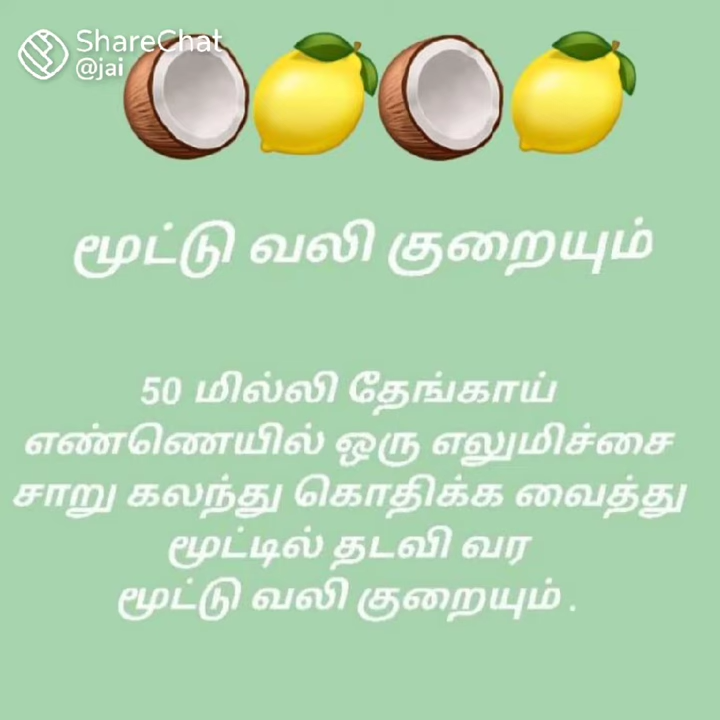 ShareChat
@jai
மூட்டு வலி குறையும்
50 மில்லி தேங்காய்
எண்ணெயில் ஒரு எலுமிச்சை
சாறு கலந்து கொதிக்க வைத்து
மூட்டில் தடவி வர
மூட்டு வலி குறையும் .